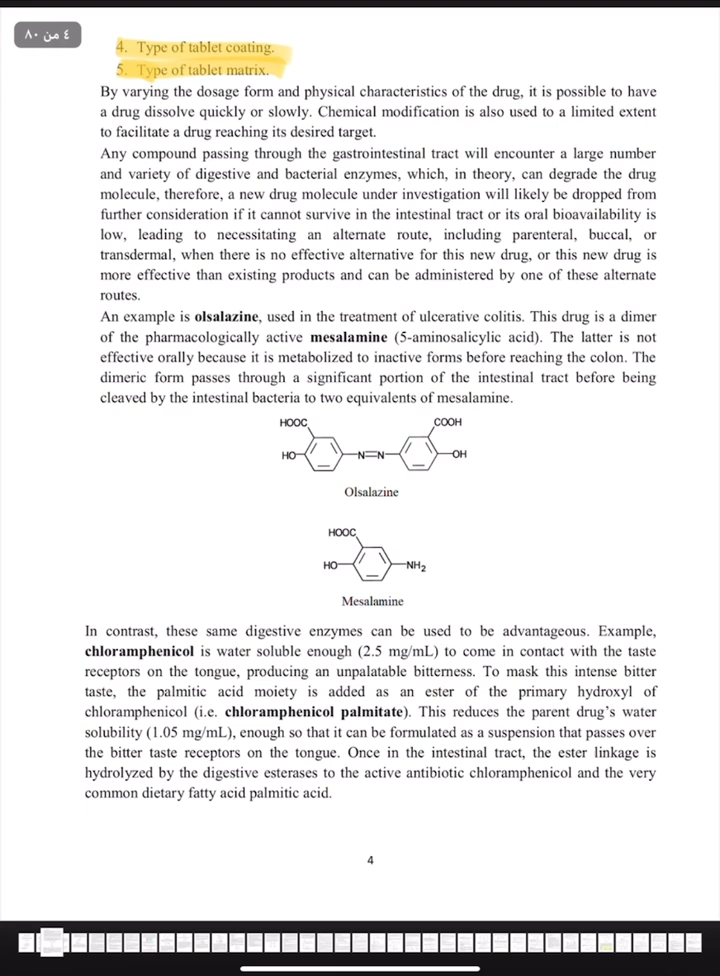 ٤ من ٨٠
4. Type of tablet coating.
5. Type of tablet matrix.
By varying the dosage form and physical characteristics of the drug, it is possible to have
a drug dissolve quickly or slowly. Chemical modification is also used to a limited extent
to facilitate a drug reaching its desired target.
Any compound passing through the gastrointestinal tract will encounter a large number
and variety of digestive and bacterial enzymes, which, in theory, can degrade the drug
molecule, therefore, a new drug molecule under investigation will likely be dropped from
further consideration if it cannot survive in the intestinal tract or its oral bioavailability is
low, leading to necessitating an alternate route, including parenteral, buccal, or
transdermal, when there is no effective alternative for this new drug, or this new drug is
more effective than existing products and can be administered by one of these alternate
routes.
An example is olsalazine, used in the treatment of ulcerative colitis. This drug is a dimer
of the pharmacologically active mesalamine (5-aminosalicylic acid). The latter is not
effective orally because it is metabolized to inactive forms before reaching the colon. The
dimeric form passes through a significant portion of the intestinal tract before being
cleaved by the intestinal bacteria to two equivalents of mesalamine.
HOOC COOH
HO N=N OH
Olsalazine
HOOC
HO NH2
Mesalamine
In contrast, these same digestive enzymes can be used to be advantageous. Example,
chloramphenicol is water soluble enough (2.5 mg/mL) to come in contact with the taste
receptors on the tongue, producing an unpalatable bitterness. To mask this intense bitter
taste, the palmitic acid moiety is added as an ester of the primary hydroxyl of
chloramphenicol (i.e. chloramphenicol palmitate). This reduces the parent drug's water
solubility (1.05 mg/mL), enough so that it can be formulated as a suspension that passes over
the bitter taste receptors on the tongue. Once in the intestinal tract, the ester linkage is
hydrolyzed by the digestive esterases to the active antibiotic chloramphenicol and the very
common dietary fatty acid palmitic acid.
4